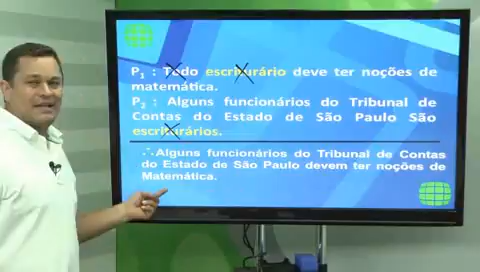 P1 : Todo escriturário deve ter noções de
matemática.
P2 : Alguns funcionários do Tribunal de
Contas do Estado de São Paulo São
escriturários.
∴ Alguns funcionários do Tribunal de Contas
do Estado de São Paulo devem ter noções de
Matemática.